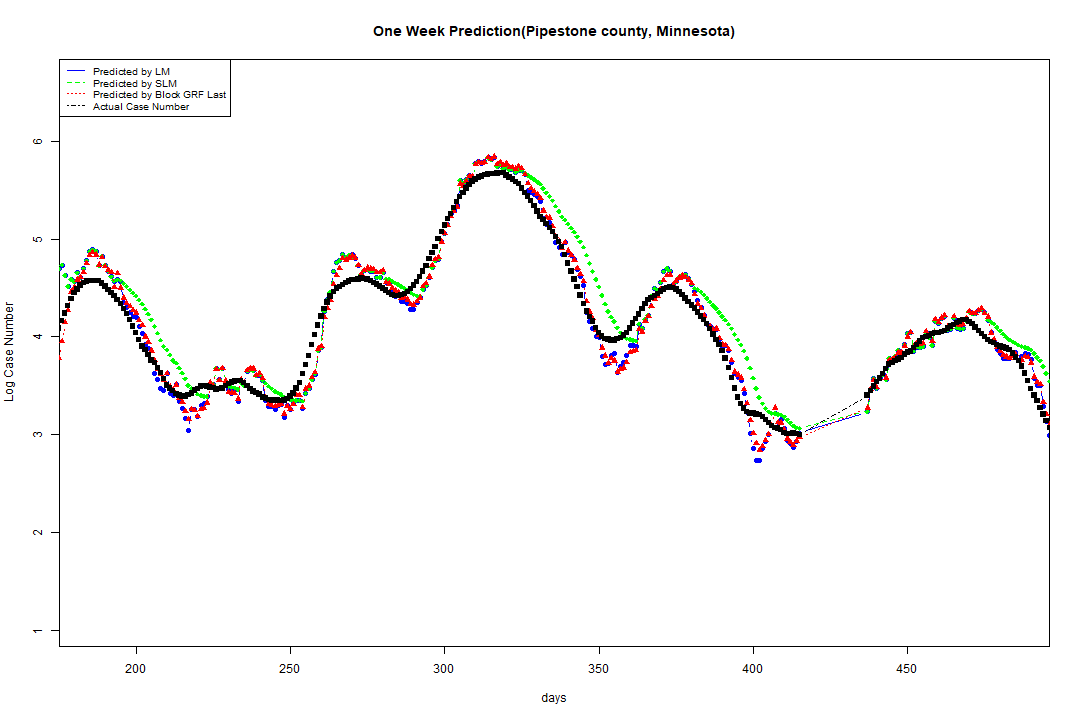 One Week Prediction(Pipestone county, Minnesota)
Predicted by LM
Predicted by SLM
Predicted by Block GRF Last
Actual Case Number
Log Case Number
6
5
4
3
2
1
200 250 300 350 400 450
days